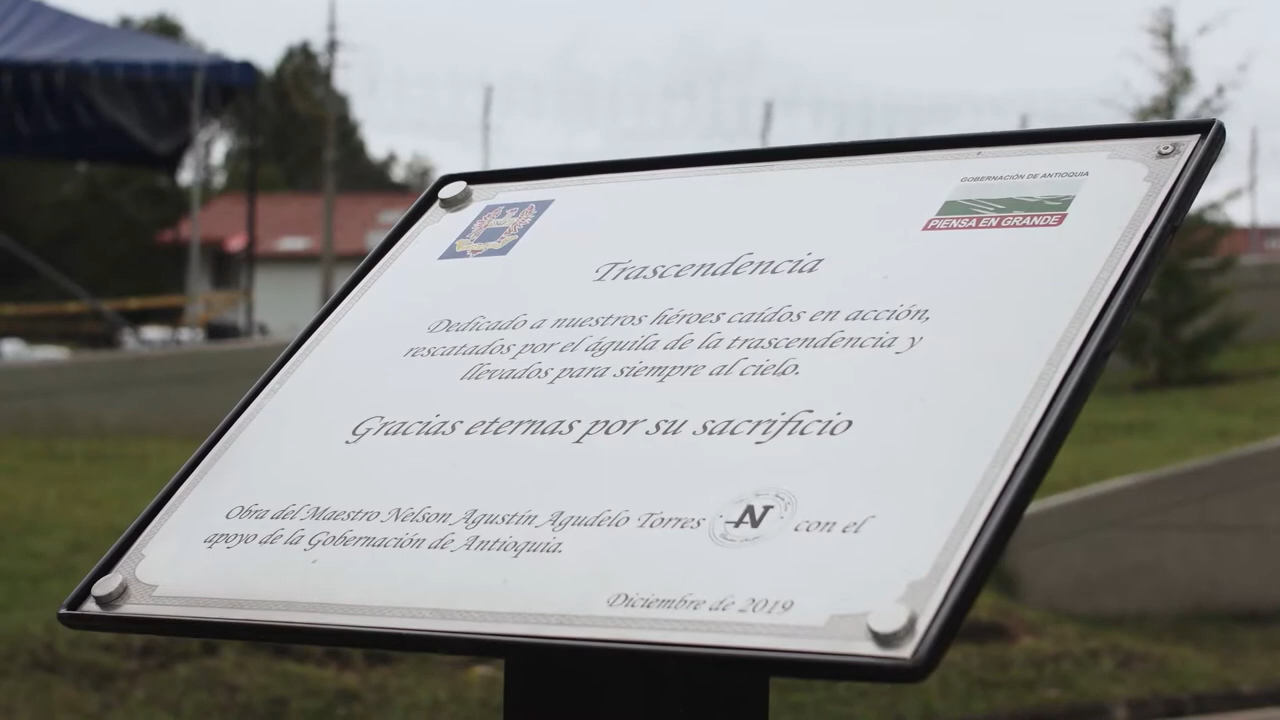 GOBERNACIÓN DE ANTIOQUIA
PIENSA EN GRANDE
Trascendencia
Dedicado a nuestros héroes caídos en acción,
rescatados por el águila de la trascendencia y
llevados para siempre al cielo.
Gracias eternas por su sacrificio
Obra del Maestro Nelson Agustín Agudelo Torres AN con el
apoyo de la Gobernación de Antioquia.
Diciembre de 2019